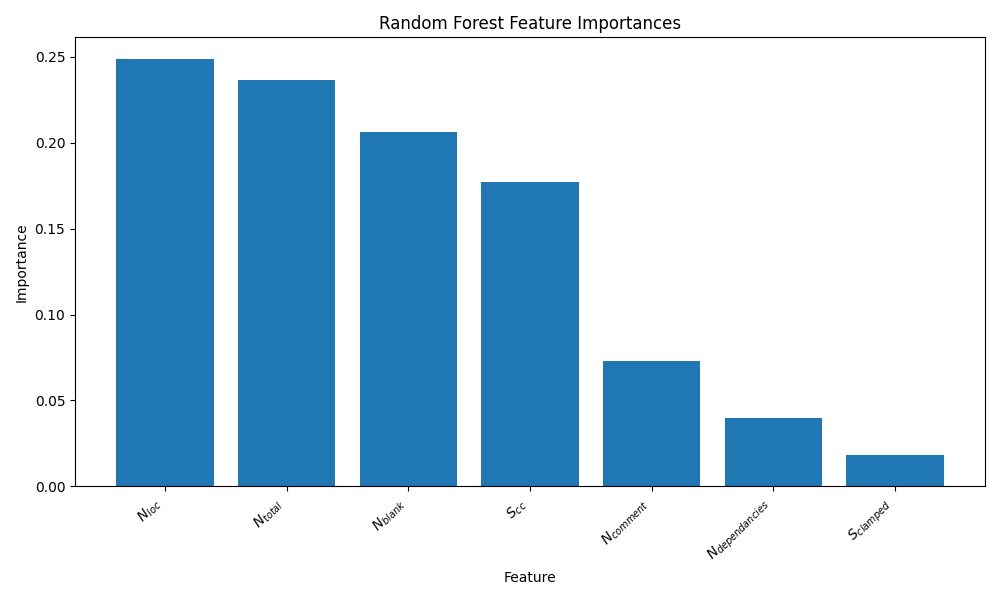 Random Forest Feature Importances
Importance
0.25
0.20
0.15
0.10
0.05
0.00
N_loc
N_total
N_blank
S_cc
N_comment
N_dependancies
S_clamped
Feature